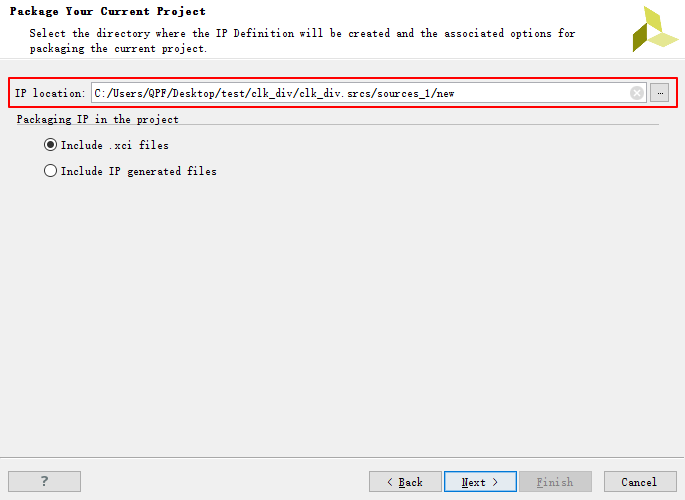 Package Your Current Project
Select the directory where the IP Definition will be created and the associated options for
packaging the current project.
IP location: C:/Users/QPF/Desktop/test/clk_div/clk_div.srcs/sources_1/new ...
Packaging IP in the project
Include .xci files
Include IP generated files
? < Back Next > Finish Cancel